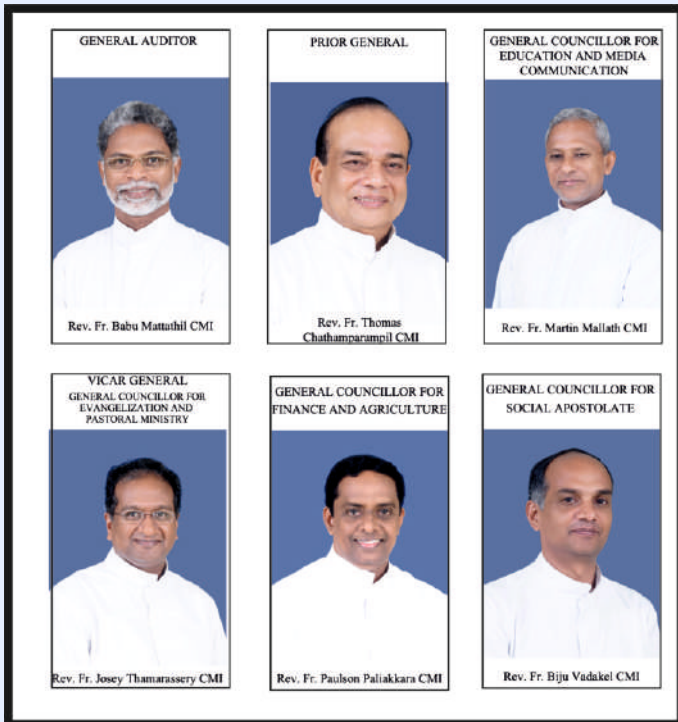 GENERAL AUDITOR
Rev. Fr. Babu Mattathil CMI
PRIOR GENERAL
Rev. Fr. Thomas
Chathamparampil CMI
GENERAL COUNCILLOR FOR
EDUCATION AND MEDIA
COMMUNICATION
Rev. Fr. Martin Mallath CMI
VICAR GENERAL
GENERAL COUNCILLOR FOR
EVANGELIZATION AND
PASTORAL MINISTRY
Rev. Fr. Josey Thamarassery CMI
GENERAL COUNCILLOR FOR
FINANCE AND AGRICULTURE
Rev. Fr. Paulson Paliakkara CMI
GENERAL COUNCILLOR FOR
SOCIAL APOSTOLATE
Rev. Fr. Biju Vadakel CMI